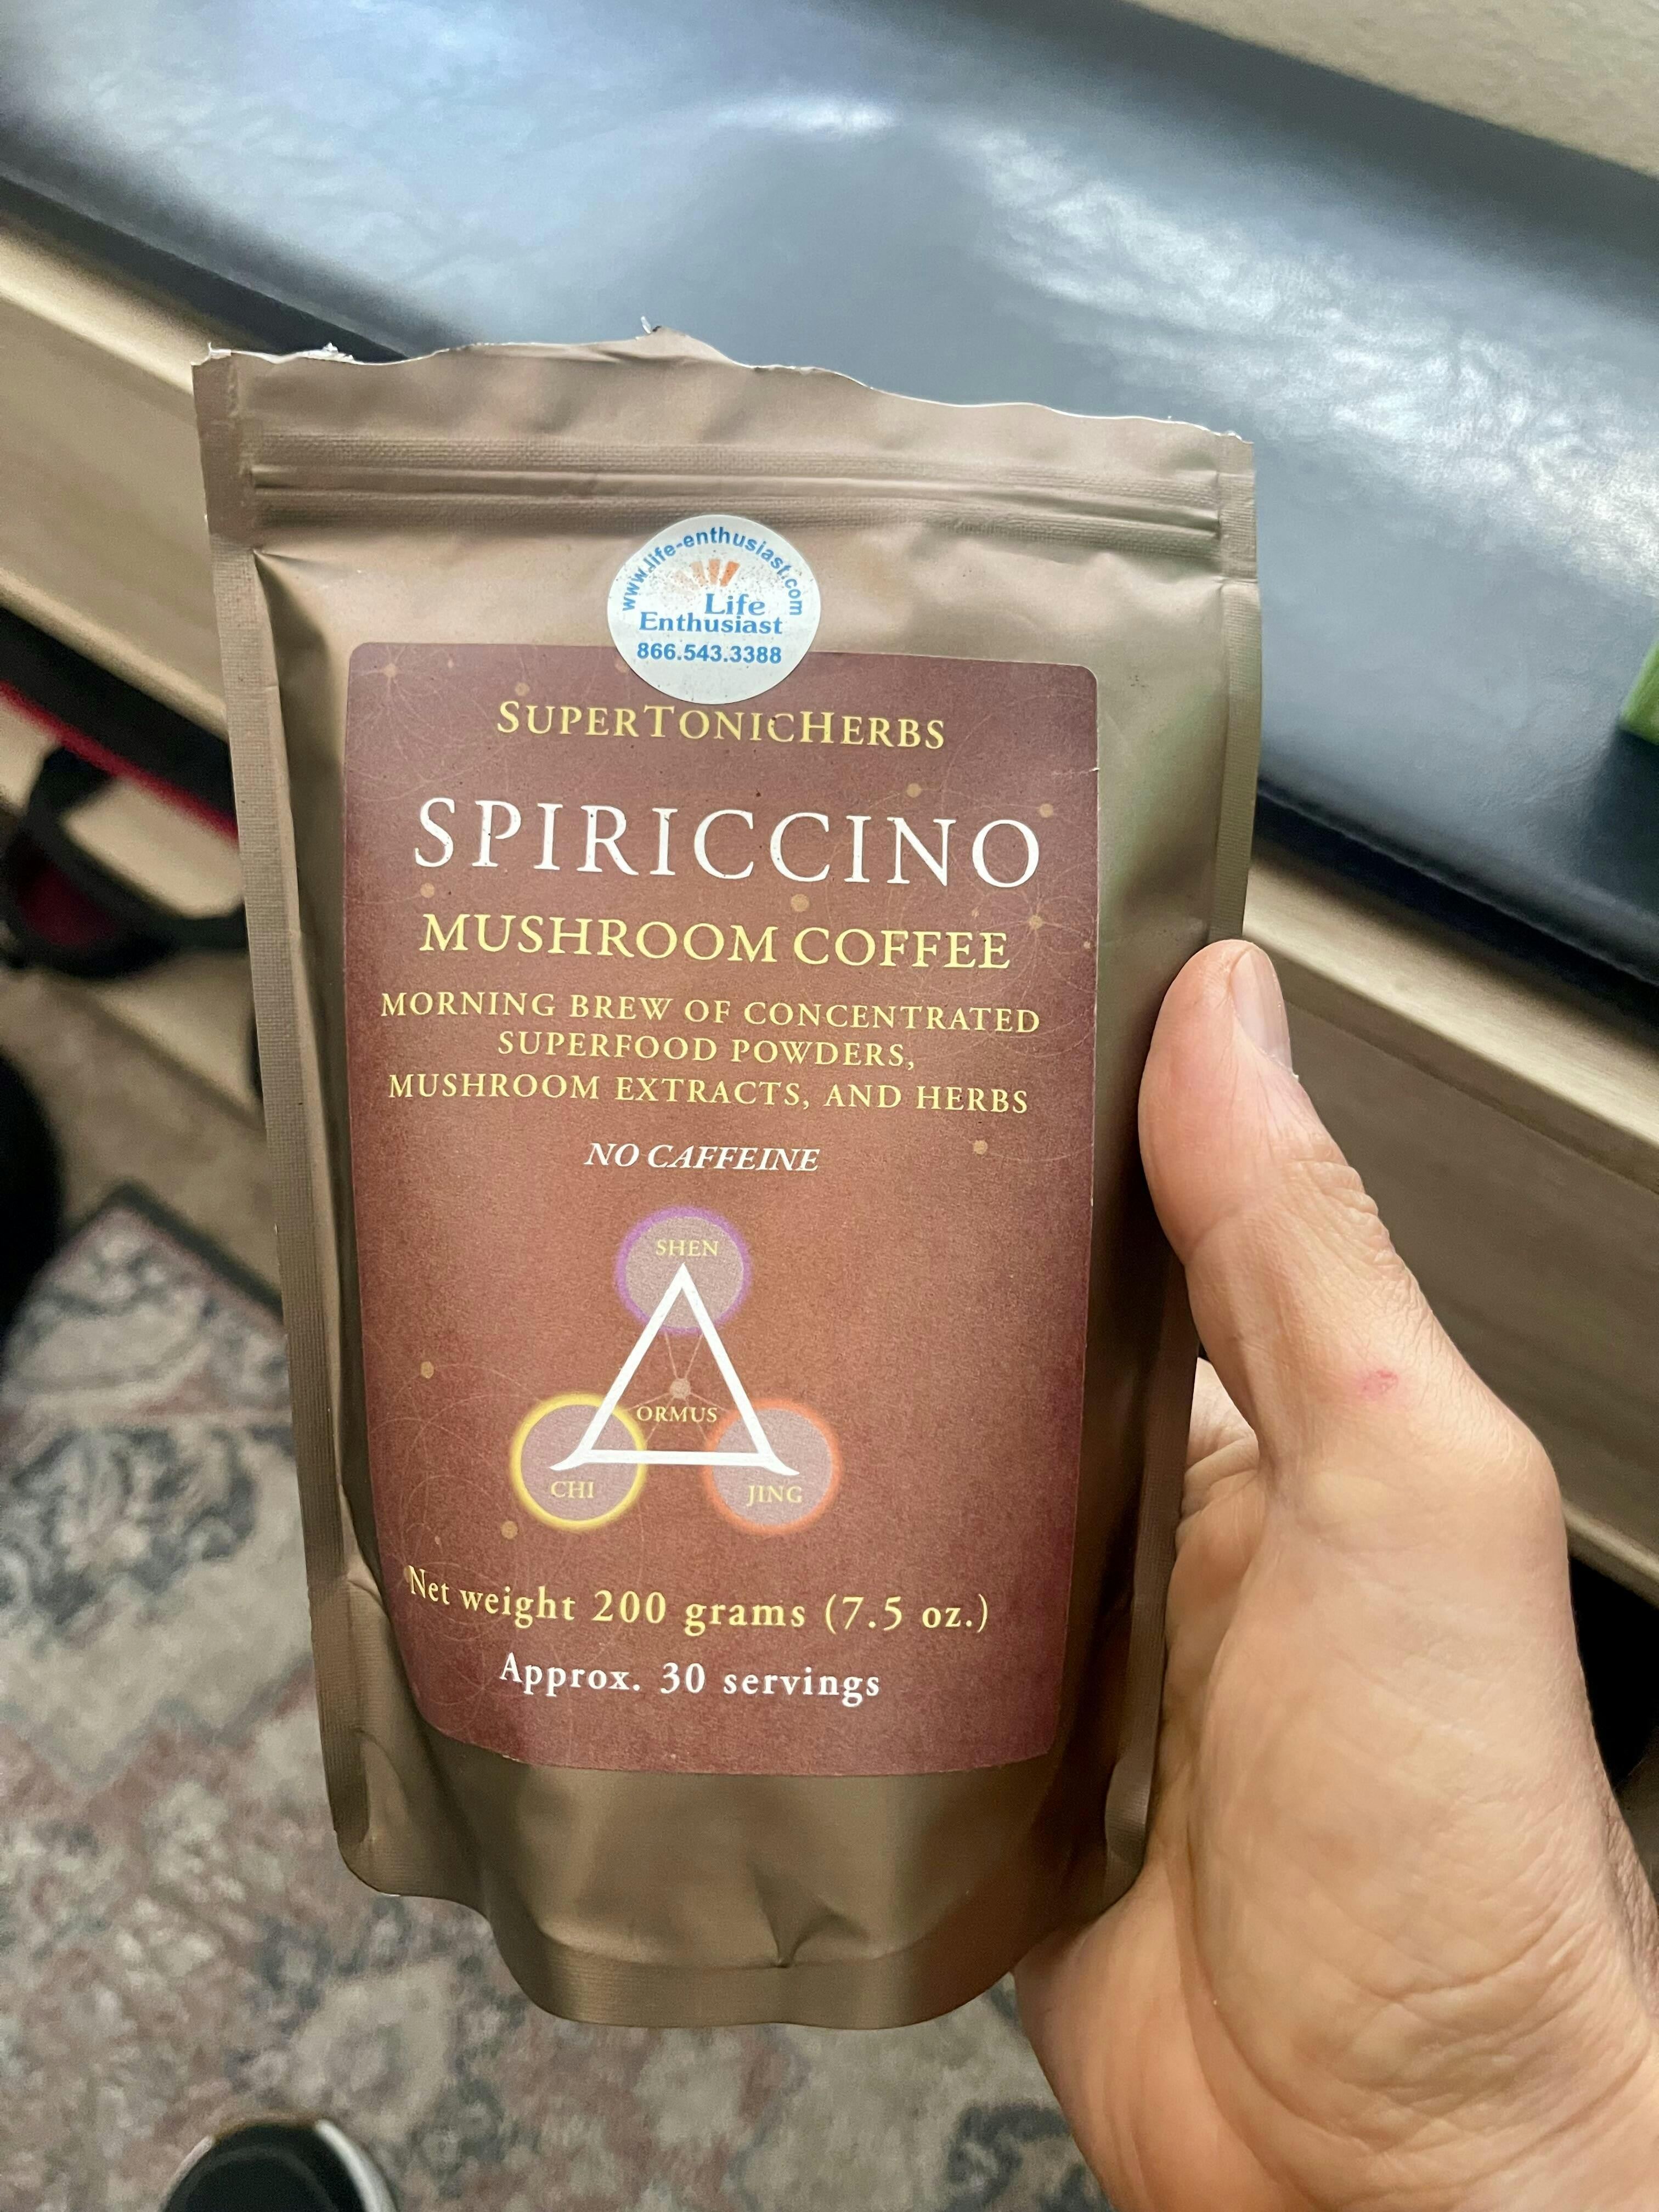 www.life-enthusiast.com
Life
Enthusiast
866.543.3388
SUPERTONICHERBS
SPIRICCINO
MUSHROOM COFFEE
MORNING BREW OF CONCENTRATED
SUPERFOOD POWDERS,
MUSHROOM EXTRACTS, AND HERBS
NO CAFFEINE
SHEN
ORMUS
CHI
JING
Net weight 200 grams (7.5 oz.)
Approx. 30 servings